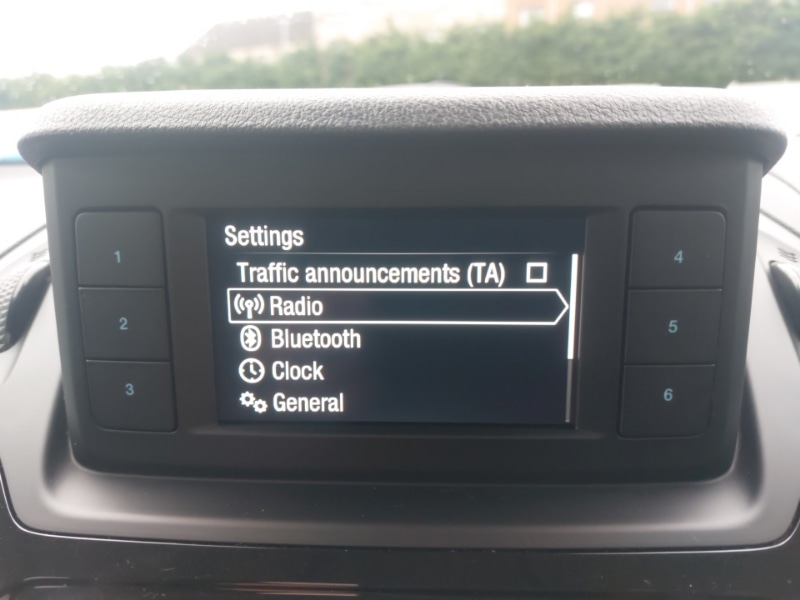 Settings
Traffic announcements (TA)
Radio
Bluetooth
Clock
General
1
2
3
4
5
6